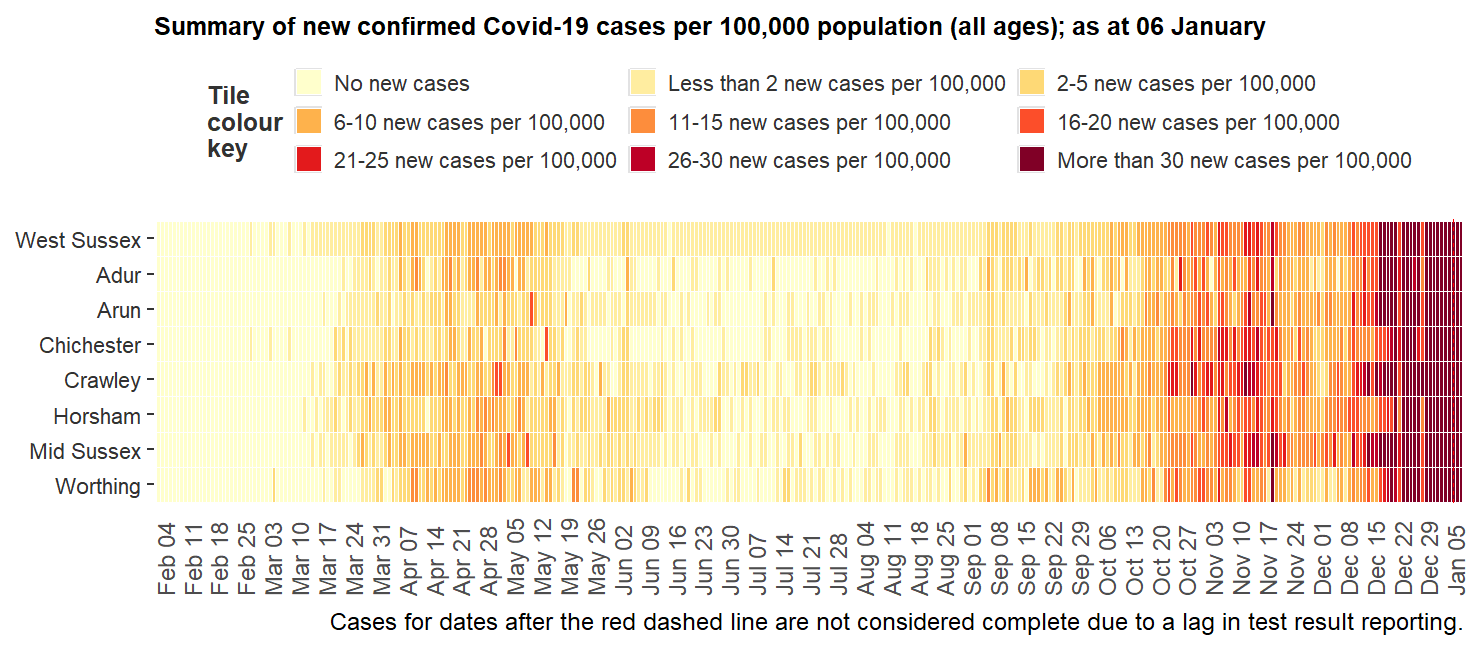 Summary of new confirmed Covid-19 cases per 100,000 population (all ages); as at 06 January
Tile
colour
key
No new cases
Less than 2 new cases per 100,000
2-5 new cases per 100,000
6-10 new cases per 100,000
11-15 new cases per 100,000
16-20 new cases per 100,000
21-25 new cases per 100,000
26-30 new cases per 100,000
More than 30 new cases per 100,000
West Sussex
Adur
Arun
Chichester
Crawley
Horsham
Mid Sussex
Worthing
Feb 04
Feb 11
Feb 18
Feb 25
Mar 03
Mar 10
Mar 17
Mar 24
Mar 31
Apr 07
Apr 14
Apr 21
Apr 28
May 05
May 12
May 19
May 26
Jun 02
Jun 09
Jun 16
Jun 23
Jun 30
Jul 07
Jul 14
Jul 21
Jul 28
Aug 04
Aug 11
Aug 18
Aug 25
Sep 01
Sep 08
Sep 15
Sep 22
Sep 29
Oct 06
Oct 13
Oct 20
Oct 27
Nov 03
Nov 10
Nov 17
Nov 24
Dec 01
Dec 08
Dec 15
Dec 22
Dec 29
Jan 05
Cases for dates after the red dashed line are not considered complete due to a lag in test result reporting.